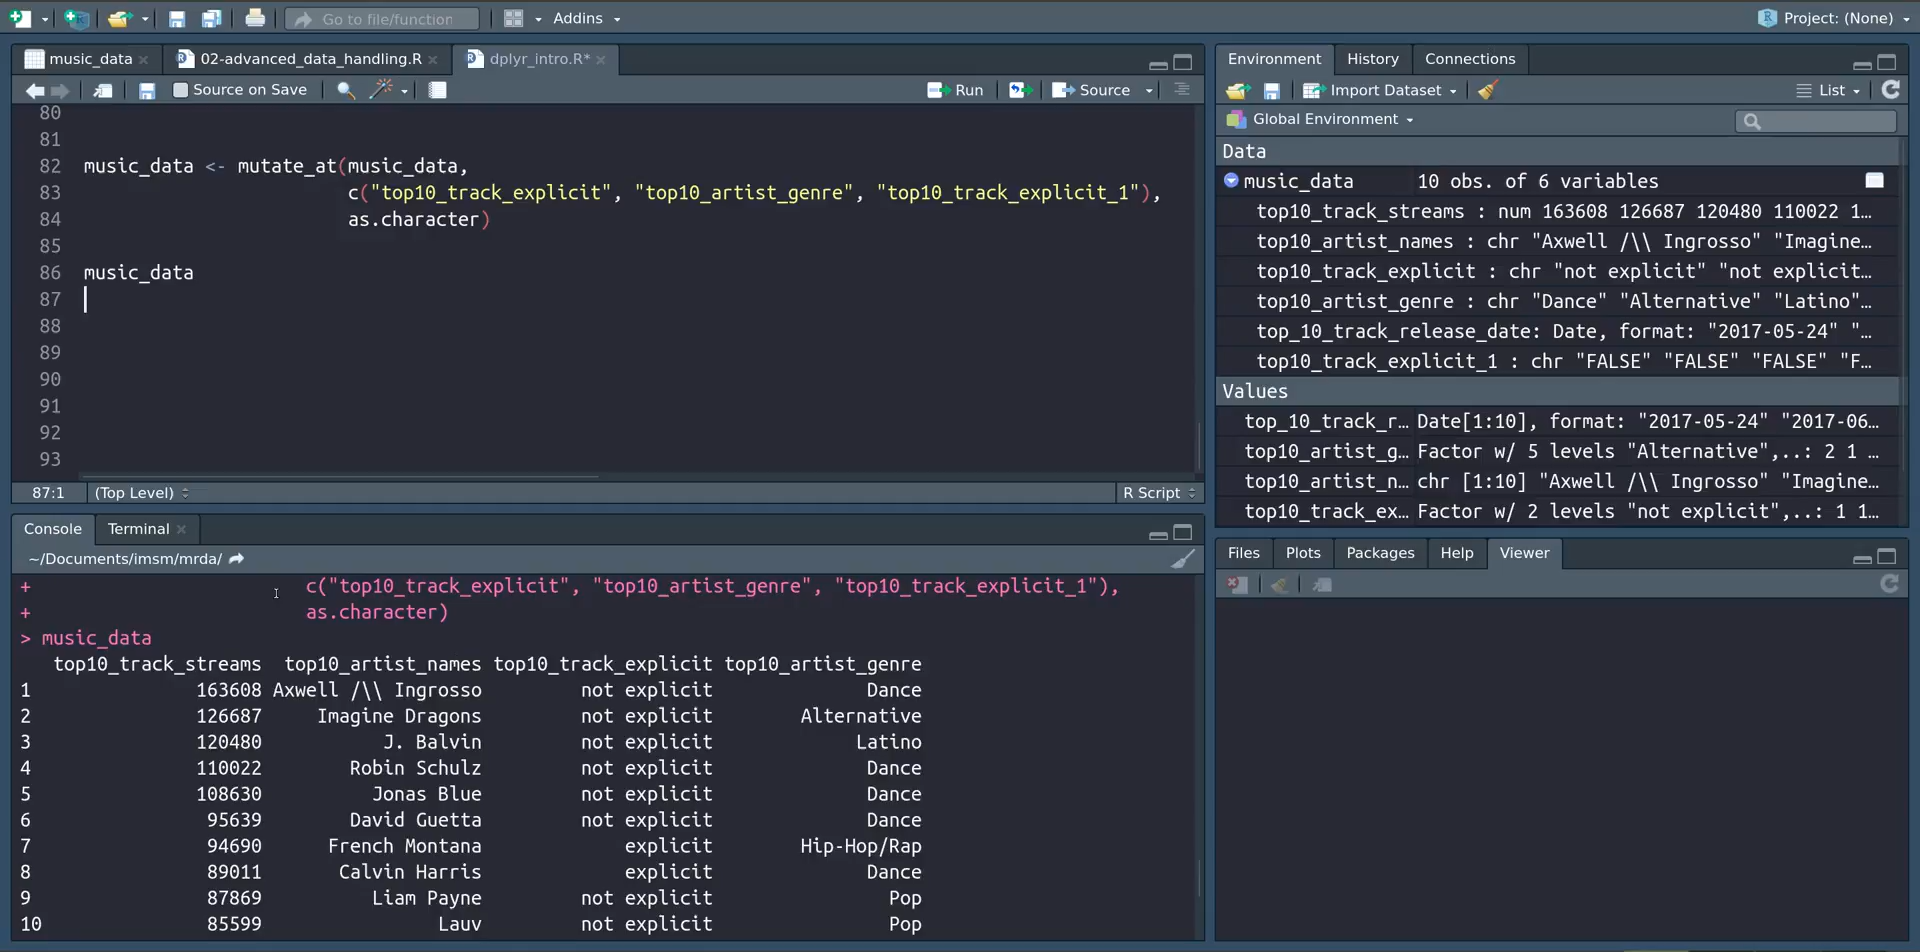 Go to file/function
Addins
Project: (None)
music_data
02-advanced_data_handling.R
dplyr_intro.R*
Source on Save
Run
Source
80
81
82 music_data <- mutate_at(music_data,
83 c("top10_track_explicit", "top10_artist_genre", "top10_track_explicit_1"),
84 as.character)
85
86 music_data
87
88
89
90
91
92
93
87:1 (Top Level)
R Script
Console
Terminal
~/Documents/imsm/mrda/
+ c("top10_track_explicit", "top10_artist_genre", "top10_track_explicit_1"),
+ as.character)
> music_data
top10_track_streams top10_artist_names top10_track_explicit top10_artist_genre
1 163608 Axwell /\\ Ingrosso not explicit Dance
2 126687 Imagine Dragons not explicit Alternative
3 120480 J. Balvin not explicit Latino
4 110022 Robin Schulz not explicit Dance
5 108630 Jonas Blue not explicit Dance
6 95639 David Guetta not explicit Dance
7 94690 French Montana explicit Hip-Hop/Rap
8 89011 Calvin Harris explicit Dance
9 87869 Liam Payne not explicit Pop
10 85599 Lauv not explicit Pop
Environment
History
Connections
Import Dataset
List
Global Environment
Data
music_data 10 obs. of 6 variables
top10_track_streams : num 163608 126687 120480 110022 1…
top10_artist_names : chr "Axwell /\\ Ingrosso" "Imagine…
top10_track_explicit : chr "not explicit" "not explicit…
top10_artist_genre : chr "Dance" "Alternative" "Latino"…
top_10_track_release_date: Date, format: "2017-05-24" "…
top10_track_explicit_1 : chr "FALSE" "FALSE" "FALSE" "F…
Values
top_10_track_r… Date[1:10], format: "2017-05-24" "2017-06…
top10_artist_g… Factor w/ 5 levels "Alternative",..: 2 1 …
top10_artist_n… chr [1:10] "Axwell /\\ Ingrosso" "Imagine…
top10_track_ex… Factor w/ 2 levels "not explicit",..: 1 1…
Files
Plots
Packages
Help
Viewer